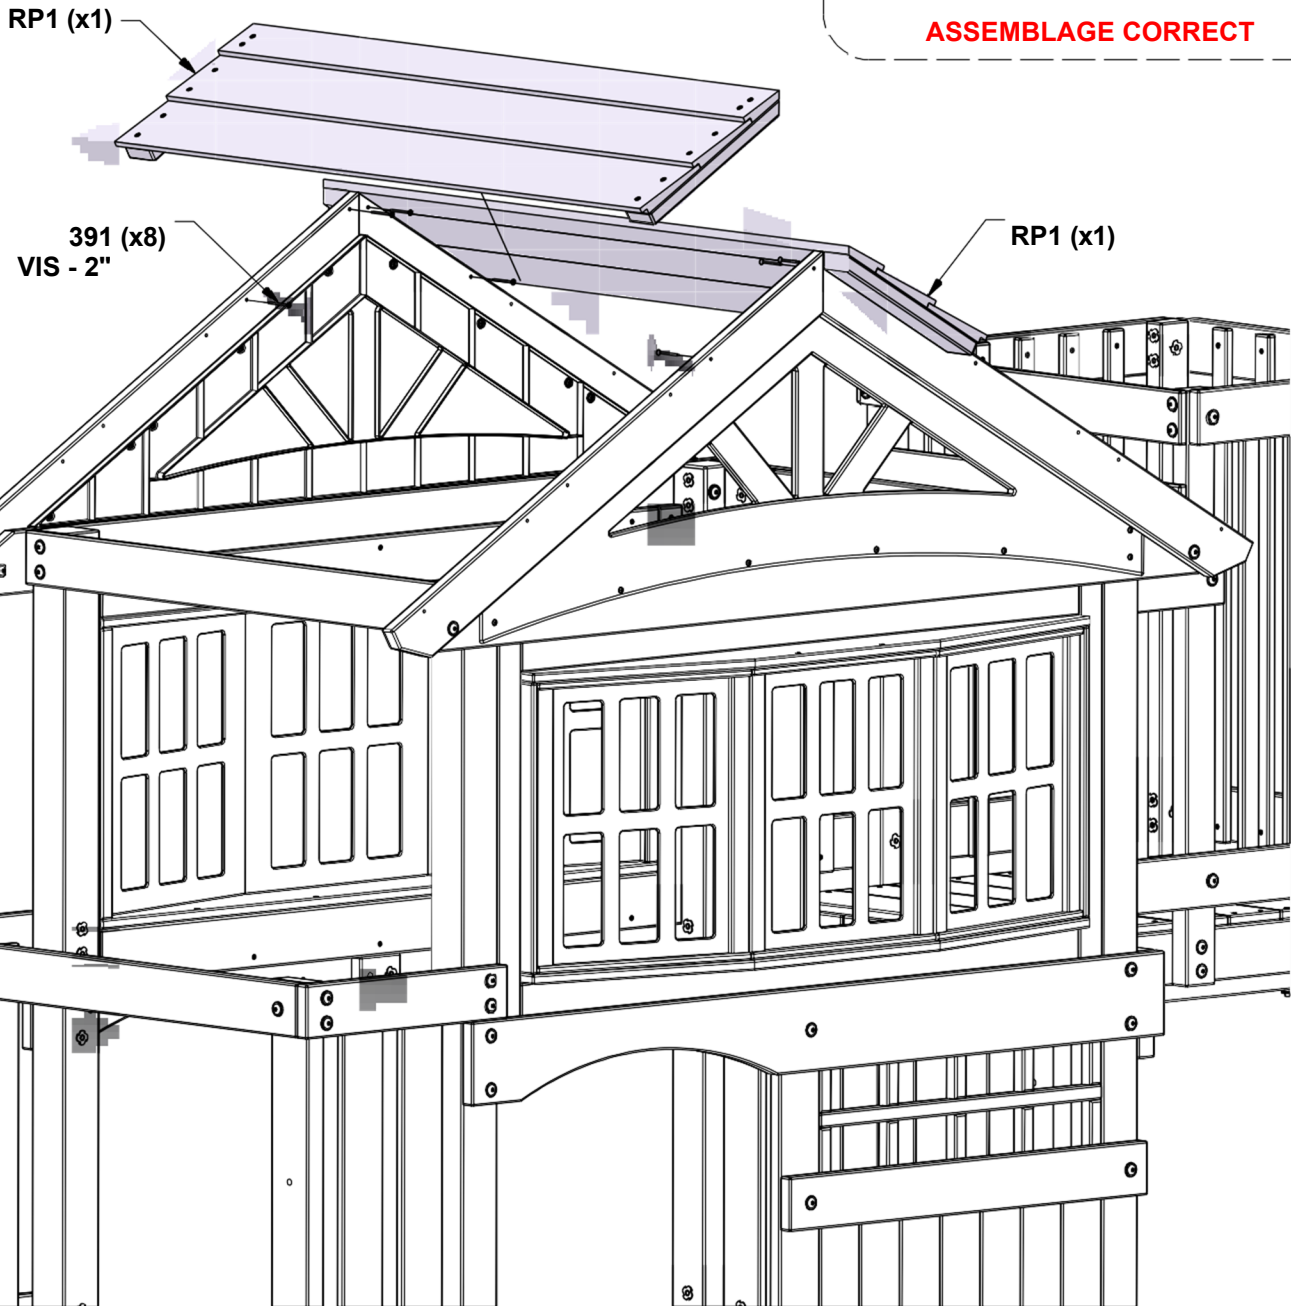 RP1 (x1)
ASSEMBLAGE CORRECT
391 (x8)
VIS - 2"
RP1 (x1)